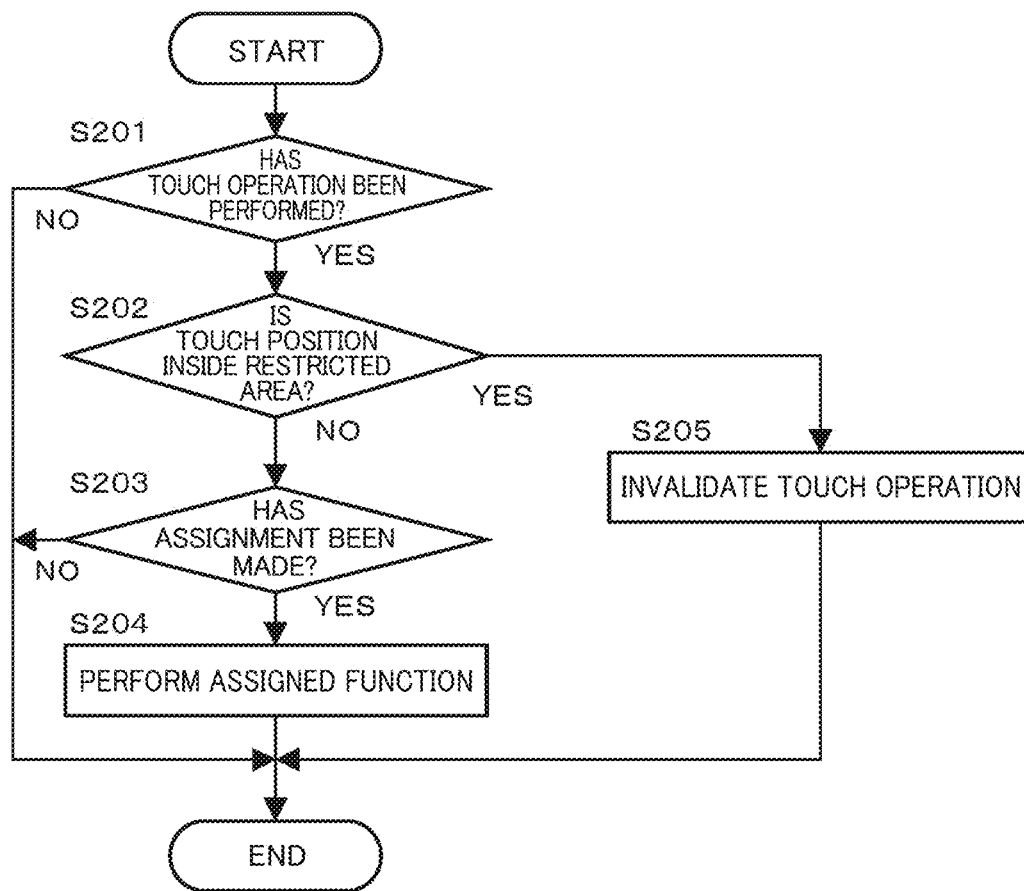 START
S201
HAS
TOUCH OPERATION BEEN
PERFORMED?
NO
YES
S202
IS
TOUCH POSITION
INSIDE RESTRICTED
AREA?
YES
NO
S205
INVALIDATE TOUCH OPERATION
S203
HAS
ASSIGNMENT BEEN
MADE?
NO
YES
S204
PERFORM ASSIGNED FUNCTION
END